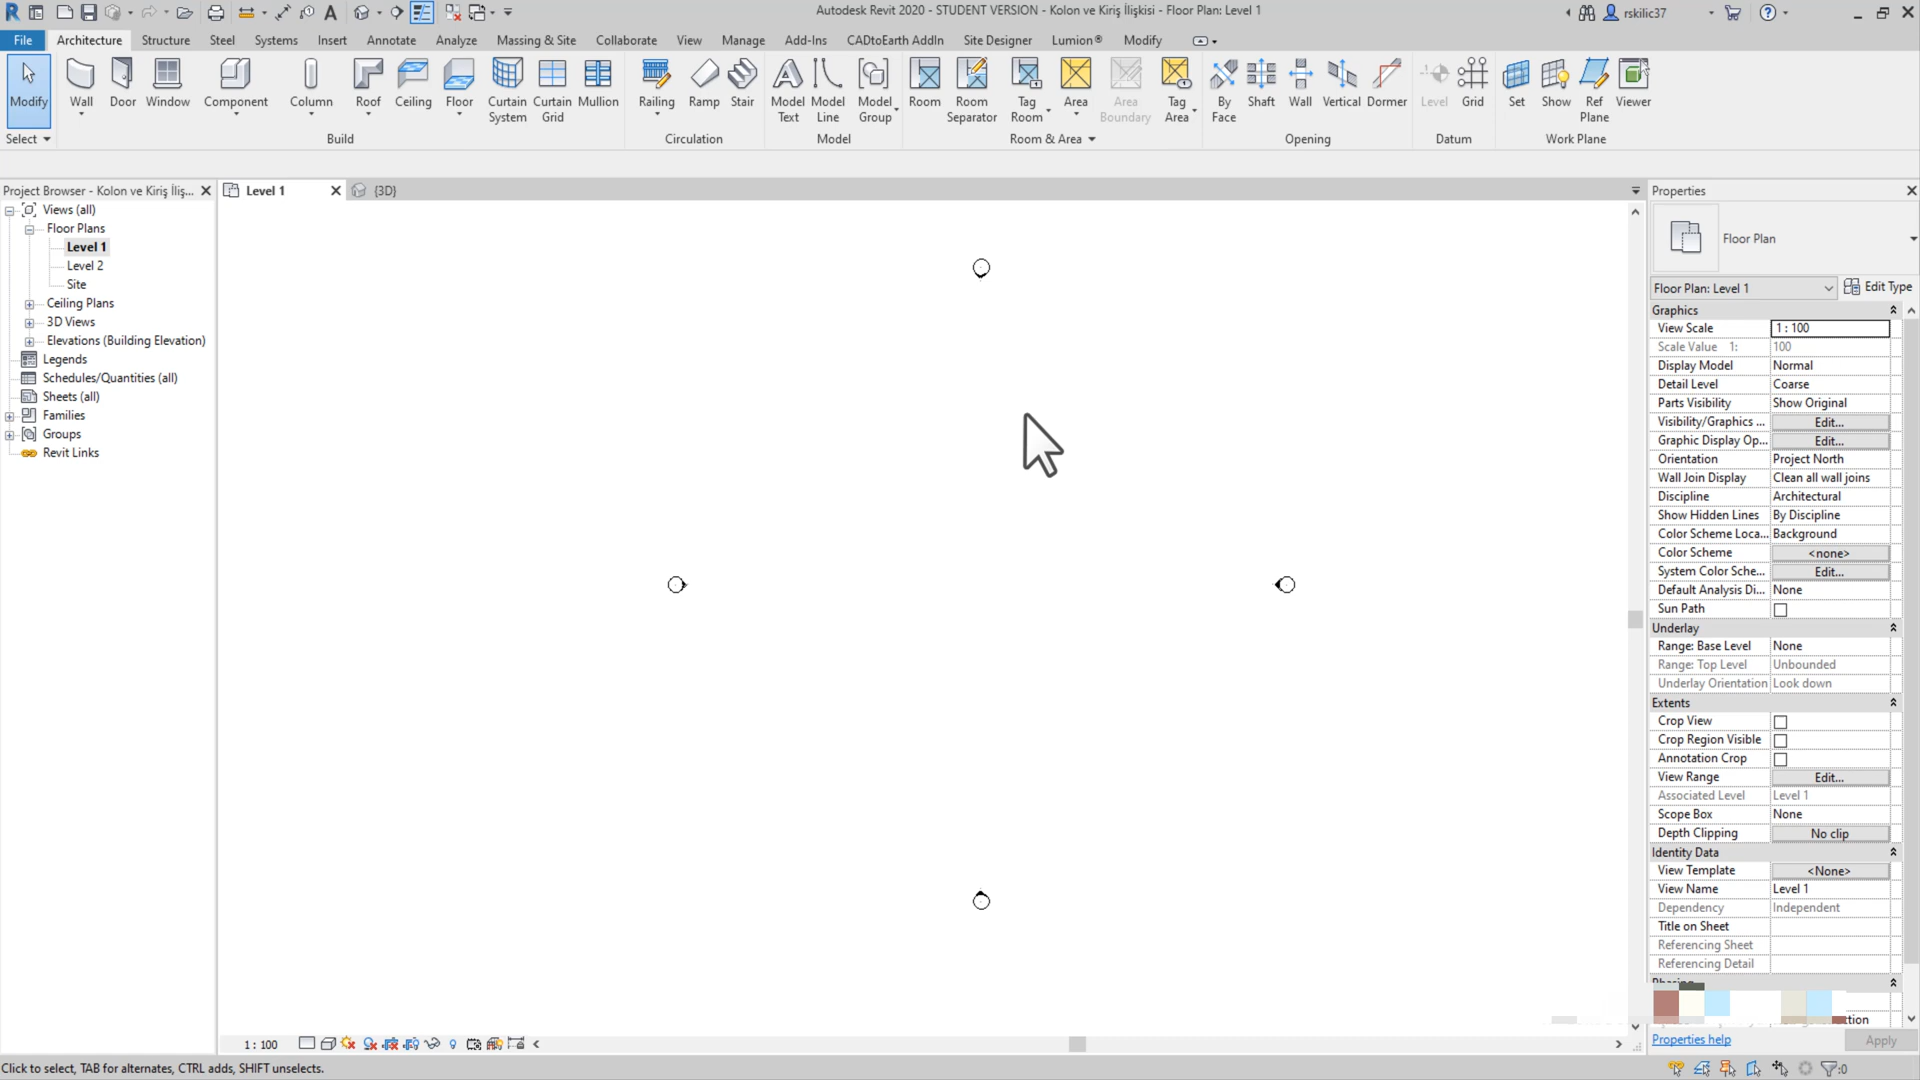 Autodesk Revit 2020 - STUDENT VERSION - Kolon ve Kiriş İlişkisi - Floor Plan: Level 1
rskilic37
File
Architecture
Structure
Steel
Systems
Insert
Annotate
Analyze
Massing & Site
Collaborate
View
Manage
Add-Ins
CADtoEarth AddIn
Site Designer
Lumion®
Modify
Modify
Wall
Door
Window
Component
Column
Roof
Ceiling
Floor
Curtain System
Curtain Grid
Mullion
Railing
Ramp
Stair
Model Text
Model Line
Model Group
Room
Room Separator
Tag Room
Area
Area Boundary
Tag Area
By Face
Shaft
Wall
Vertical
Dormer
Level
Grid
Set
Show
Ref Plane
Viewer
Select
Build
Circulation
Model
Room & Area
Opening
Datum
Work Plane
Project Browser - Kolon ve Kiriş İliş...
Views (all)
Floor Plans
Level 1
Level 2
Site
Ceiling Plans
3D Views
Elevations (Building Elevation)
Legends
Schedules/Quantities (all)
Sheets (all)
Families
Groups
Revit Links
Level 1
{3D}
Properties
Floor Plan
Floor Plan: Level 1
Edit Type
Graphics
View Scale 1 : 100
Scale Value 1: 100
Display Model Normal
Detail Level Coarse
Parts Visibility Show Original
Visibility/Graphics ... Edit...
Graphic Display Op... Edit...
Orientation Project North
Wall Join Display Clean all wall joins
Discipline Architectural
Show Hidden Lines By Discipline
Color Scheme Loca... Background
Color Scheme <none>
System Color Sche... Edit...
Default Analysis Di... None
Sun Path
Underlay
Range: Base Level None
Range: Top Level Unbounded
Underlay Orientation Look down
Extents
Crop View
Crop Region Visible
Annotation Crop
View Range Edit...
Associated Level Level 1
Scope Box None
Depth Clipping No clip
Identity Data
View Template <None>
View Name Level 1
Dependency Independent
Title on Sheet
Referencing Sheet
Referencing Detail
Properties help
Apply
1 : 100
Click to select, TAB for alternates, CTRL adds, SHIFT unselects.
:0